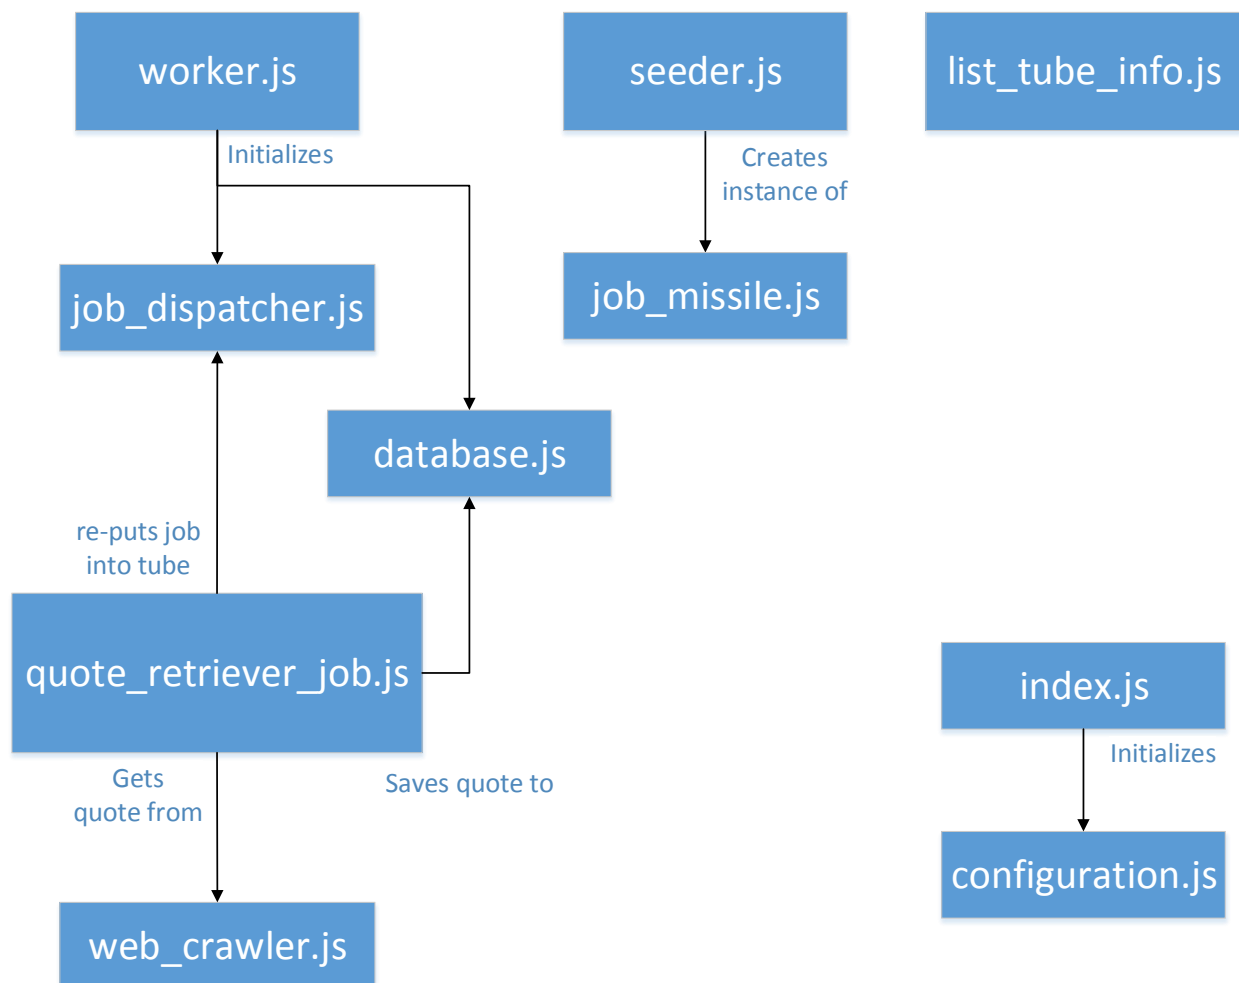 worker.js
seeder.js
list_tube_info.js
Initializes
Creates
instance of
job_dispatcher.js
job_missile.js
database.js
re-puts job
into tube
quote_retriever_job.js
index.js
Gets
quote from
Saves quote to
Initializes
configuration.js
web_crawler.js